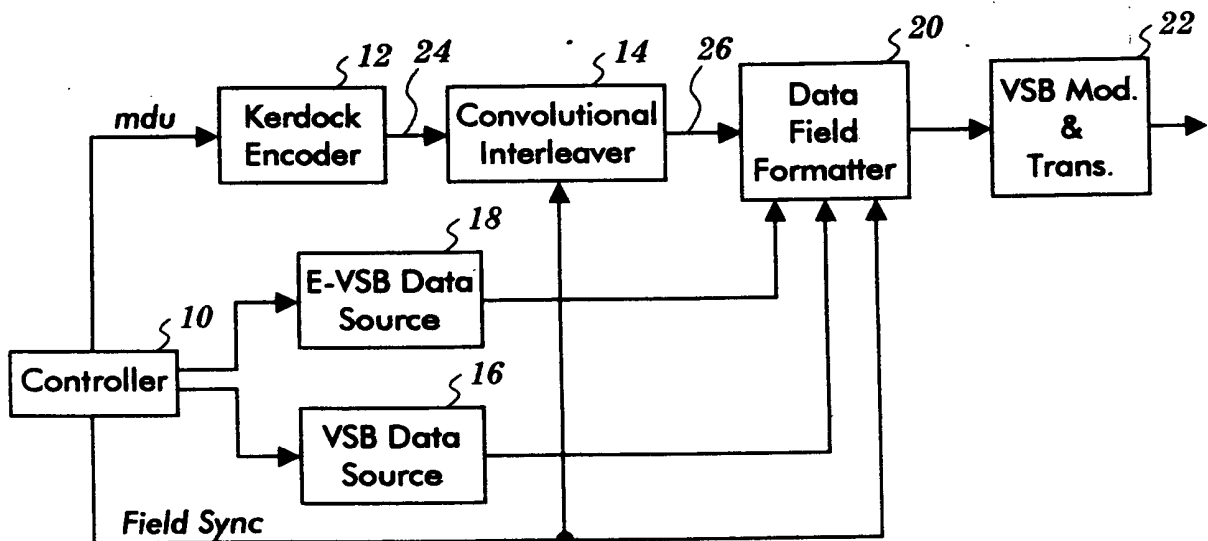 20
22
12
24
14
26
mdu
Kerdock
Encoder
Convolutional
Interleaver
Data
Field
Formatter
VSB Mod.
&
Trans.
18
E-VSB Data
Source
10
Controller
16
VSB Data
Source
Field Sync